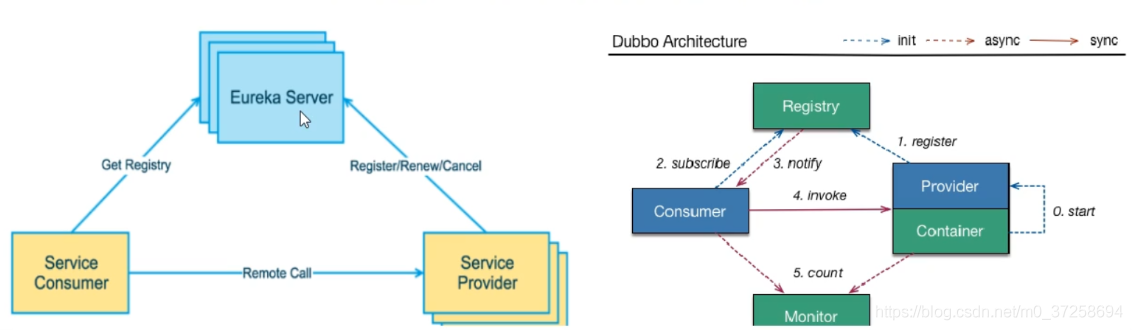 Eureka Server
Get Registry
Register/Renew/Cancel
Service
Consumer
Remote Call
Service
Provider
Dubbo Architecture
init
async
sync
Registry
1. register
2. subscribe
3. notify
Provider
Consumer
4. invoke
Container
0. start
5. count
Monitor
https://blog.csdn.net/m0_37258694